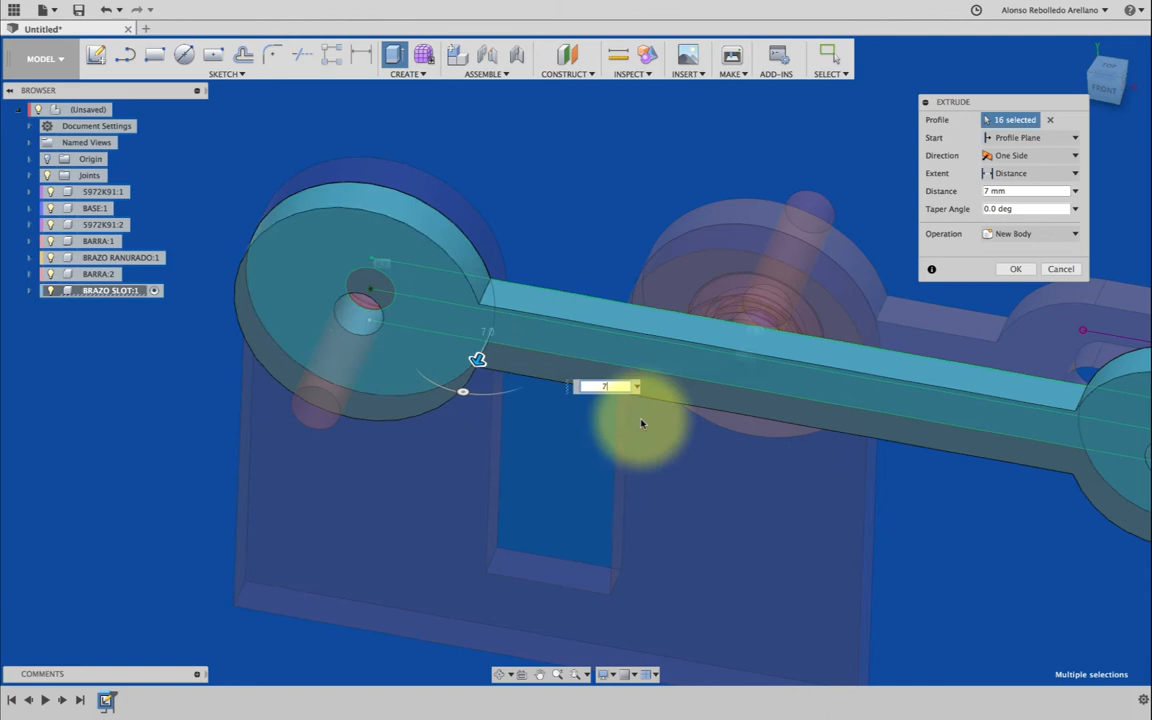 Alonso Rebolledo Arellano
Untitled*
MODEL
SKETCH
CREATE
ASSEMBLE
CONSTRUCT
INSPECT
INSERT
MAKE
ADD-INS
SELECT
BROWSER
(Unsaved)
Document Settings
Named Views
Origin
Joints
5972K91:1
BASE:1
5972K91:2
BARRA:1
BRAZO RANURADO:1
BARRA:2
BRAZO SLOT:1
TOP
FRONT
EXTRUDE
Profile 16 selected
Start Profile Plane
Direction One Side
Extent Distance
Distance 7 mm
Taper Angle 0.0 deg
Operation New Body
OK Cancel
7
COMMENTS
Multiple selections